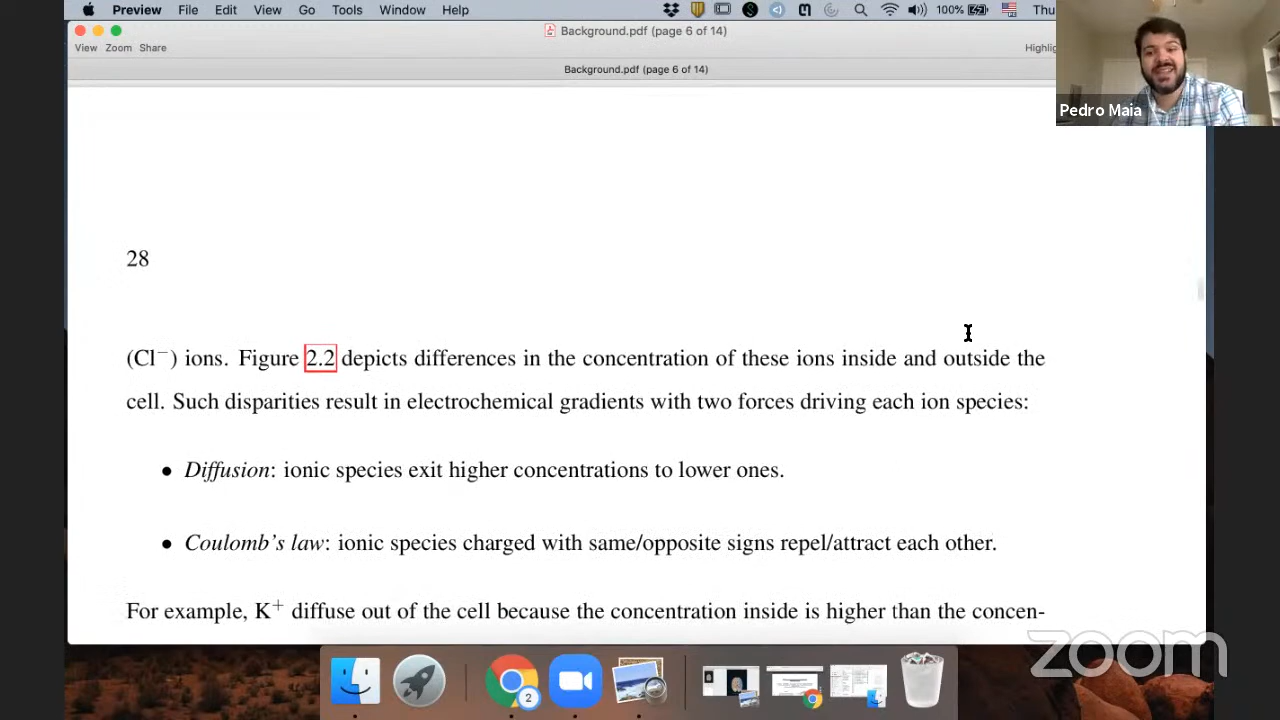 Preview File Edit View Go Tools Window Help 100% Thu
Background.pdf (page 6 of 14)
View Zoom Share Highlig
Background.pdf (page 6 of 14)
Pedro Maia
28
(Cl⁻) ions. Figure 2.2 depicts differences in the concentration of these ions inside and outside the
cell. Such disparities result in electrochemical gradients with two forces driving each ion species:
• Diffusion: ionic species exit higher concentrations to lower ones.
• Coulomb's law: ionic species charged with same/opposite signs repel/attract each other.
For example, K⁺ diffuse out of the cell because the concentration inside is higher than the concen-
zoom
2